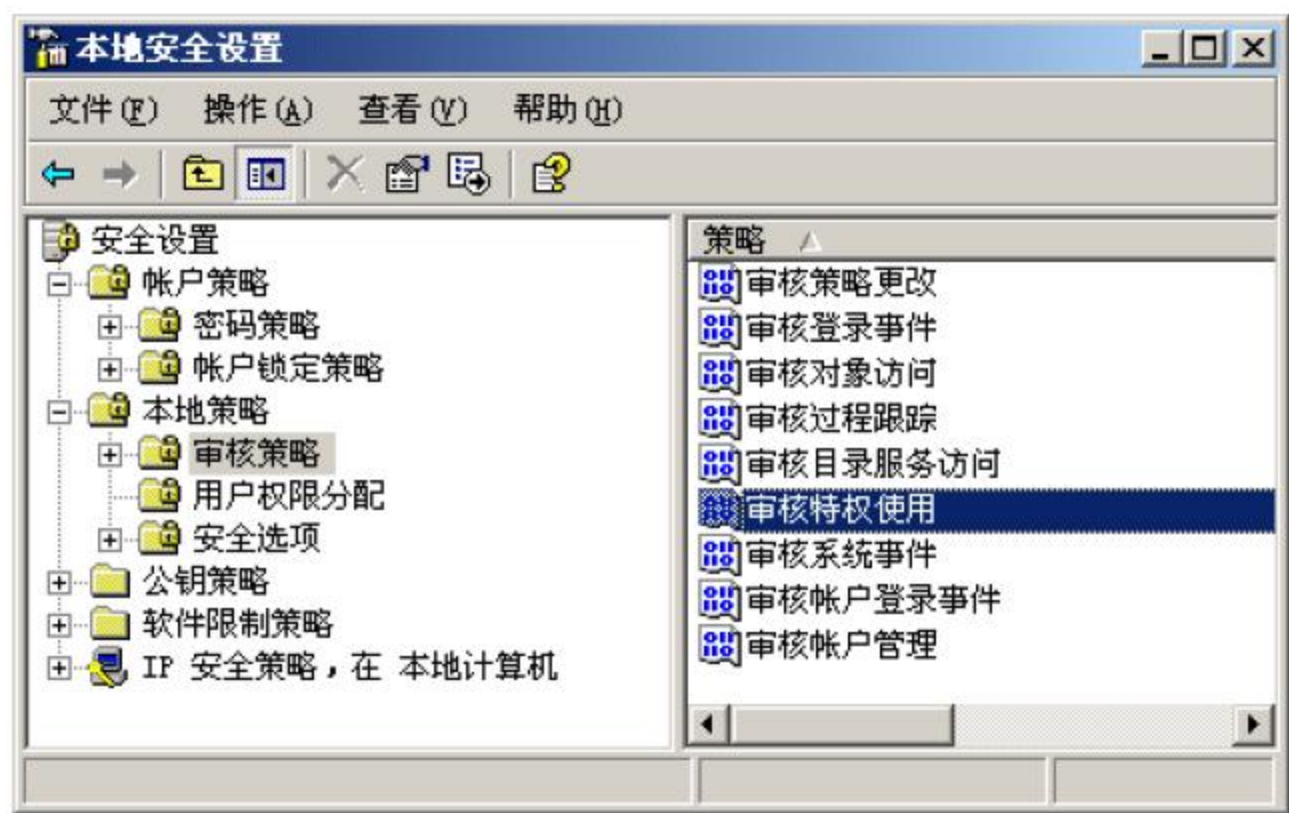 本地安全设置
文件(F) 操作(A) 查看(V) 帮助(H)
安全设置
帐户策略
密码策略
帐户锁定策略
本地策略
审核策略
用户权限分配
安全选项
公钥策略
软件限制策略
IP 安全策略，在 本地计算机
策略
审核策略更改
审核登录事件
审核对象访问
审核过程跟踪
审核目录服务访问
审核特权使用
审核系统事件
审核帐户登录事件
审核帐户管理